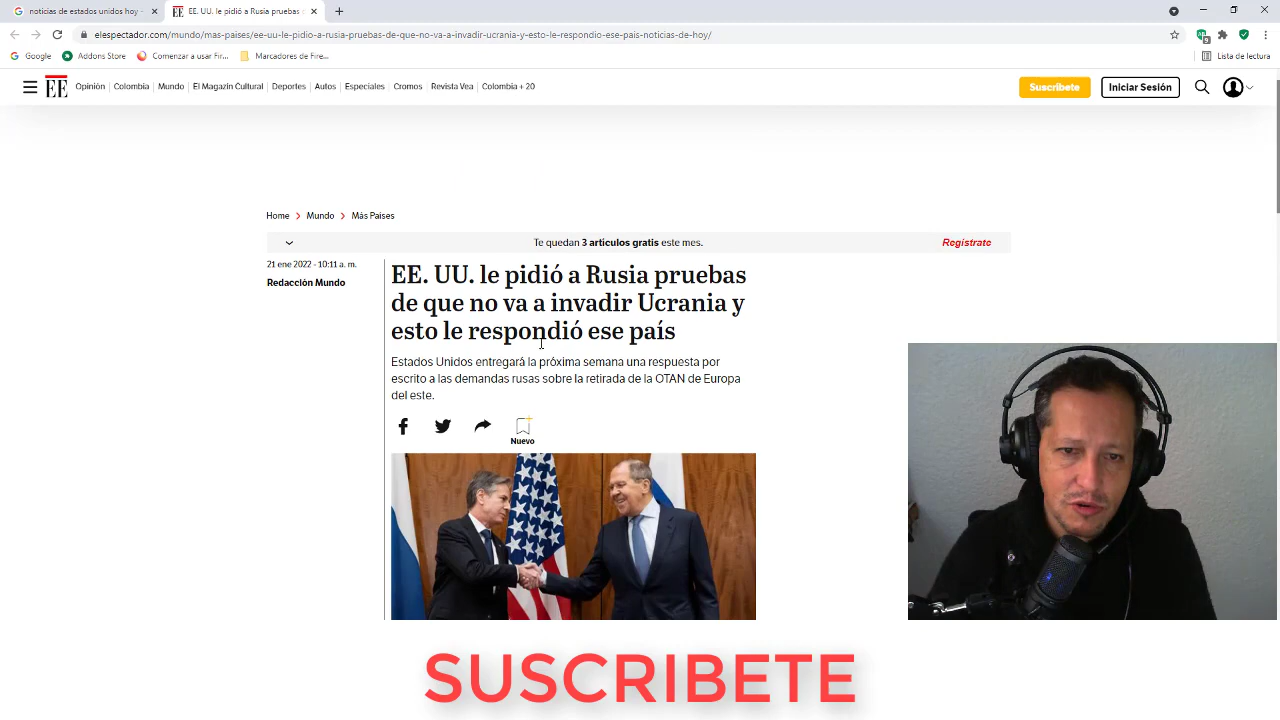 noticias de estados unidos hoy -
EE. UU. le pidió a Rusia pruebas
elespectador.com/mundo/mas-paises/ee-uu-le-pidio-a-rusia-pruebas-de-que-no-va-a-invadir-ucrania-y-esto-le-respondio-ese-pais-noticias-de-hoy/
9
Google
Addons Store
Comenzar a usar Fir...
Marcadores de Fire...
Lista de lectura
EE Opinión Colombia Mundo El Magazín Cultural Deportes Autos Especiales Cromos Revista Vea Colombia + 20
Suscríbete
Iniciar Sesión
Home > Mundo > Más Países
Te quedan 3 artículos gratis este mes.
Regístrate
21 ene 2022 - 10:11 a. m.
Redacción Mundo
EE. UU. le pidió a Rusia pruebas
de que no va a invadir Ucrania y
esto le respondió ese país
Estados Unidos entregará la próxima semana una respuesta por
escrito a las demandas rusas sobre la retirada de la OTAN de Europa
del este.
Nuevo
SUSCRIBETE